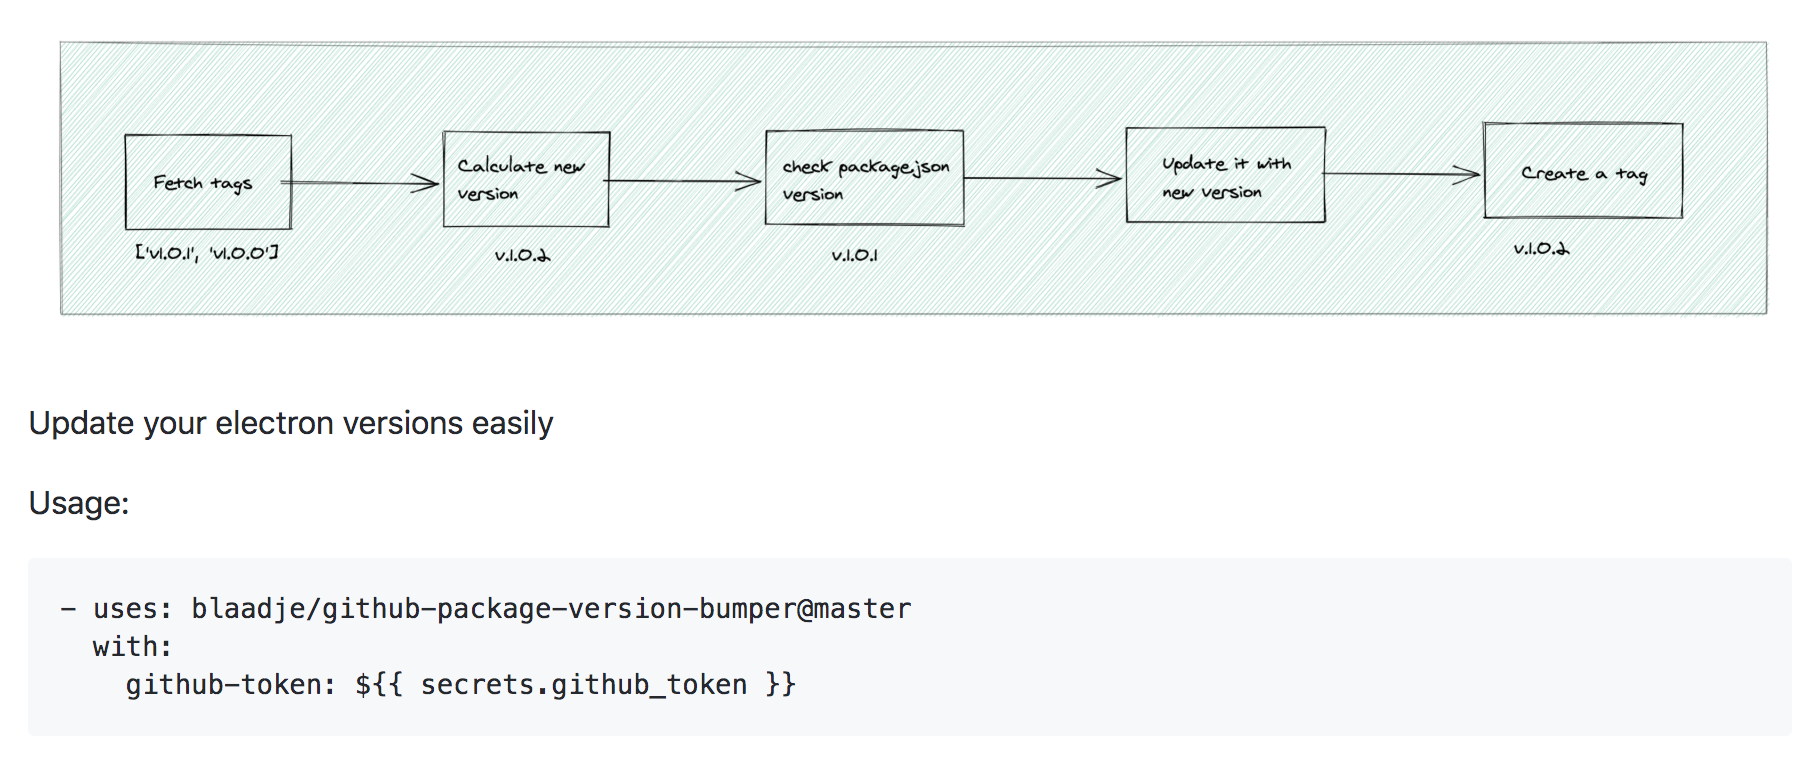 Fetch tags
['v1.0.1', 'v1.0.0']
Calculate new
version
v.1.0.2
check package.json
version
v.1.0.1
Update it with
new version
Create a tag
v.1.0.2
Update your electron versions easily
Usage:
- uses: blaadje/github-package-version-bumper@master
  with:
    github-token: ${{ secrets.github_token }}